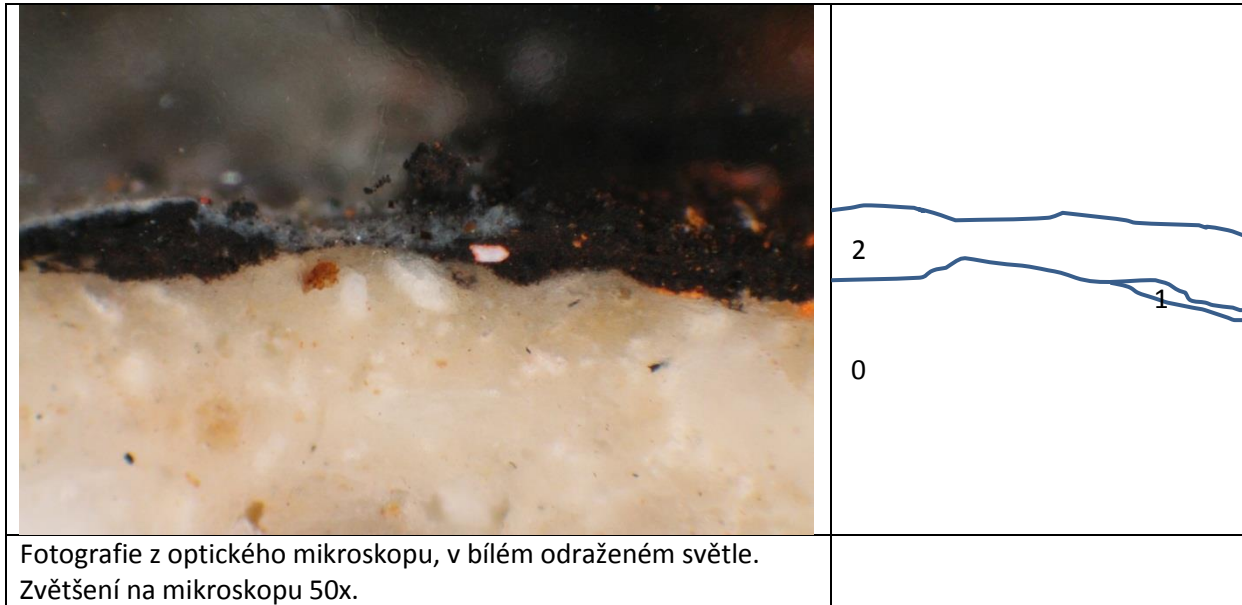 2
1
0
Fotografie z optického mikroskopu, v bílém odraženém světle.
Zvětšení na mikroskopu 50x.